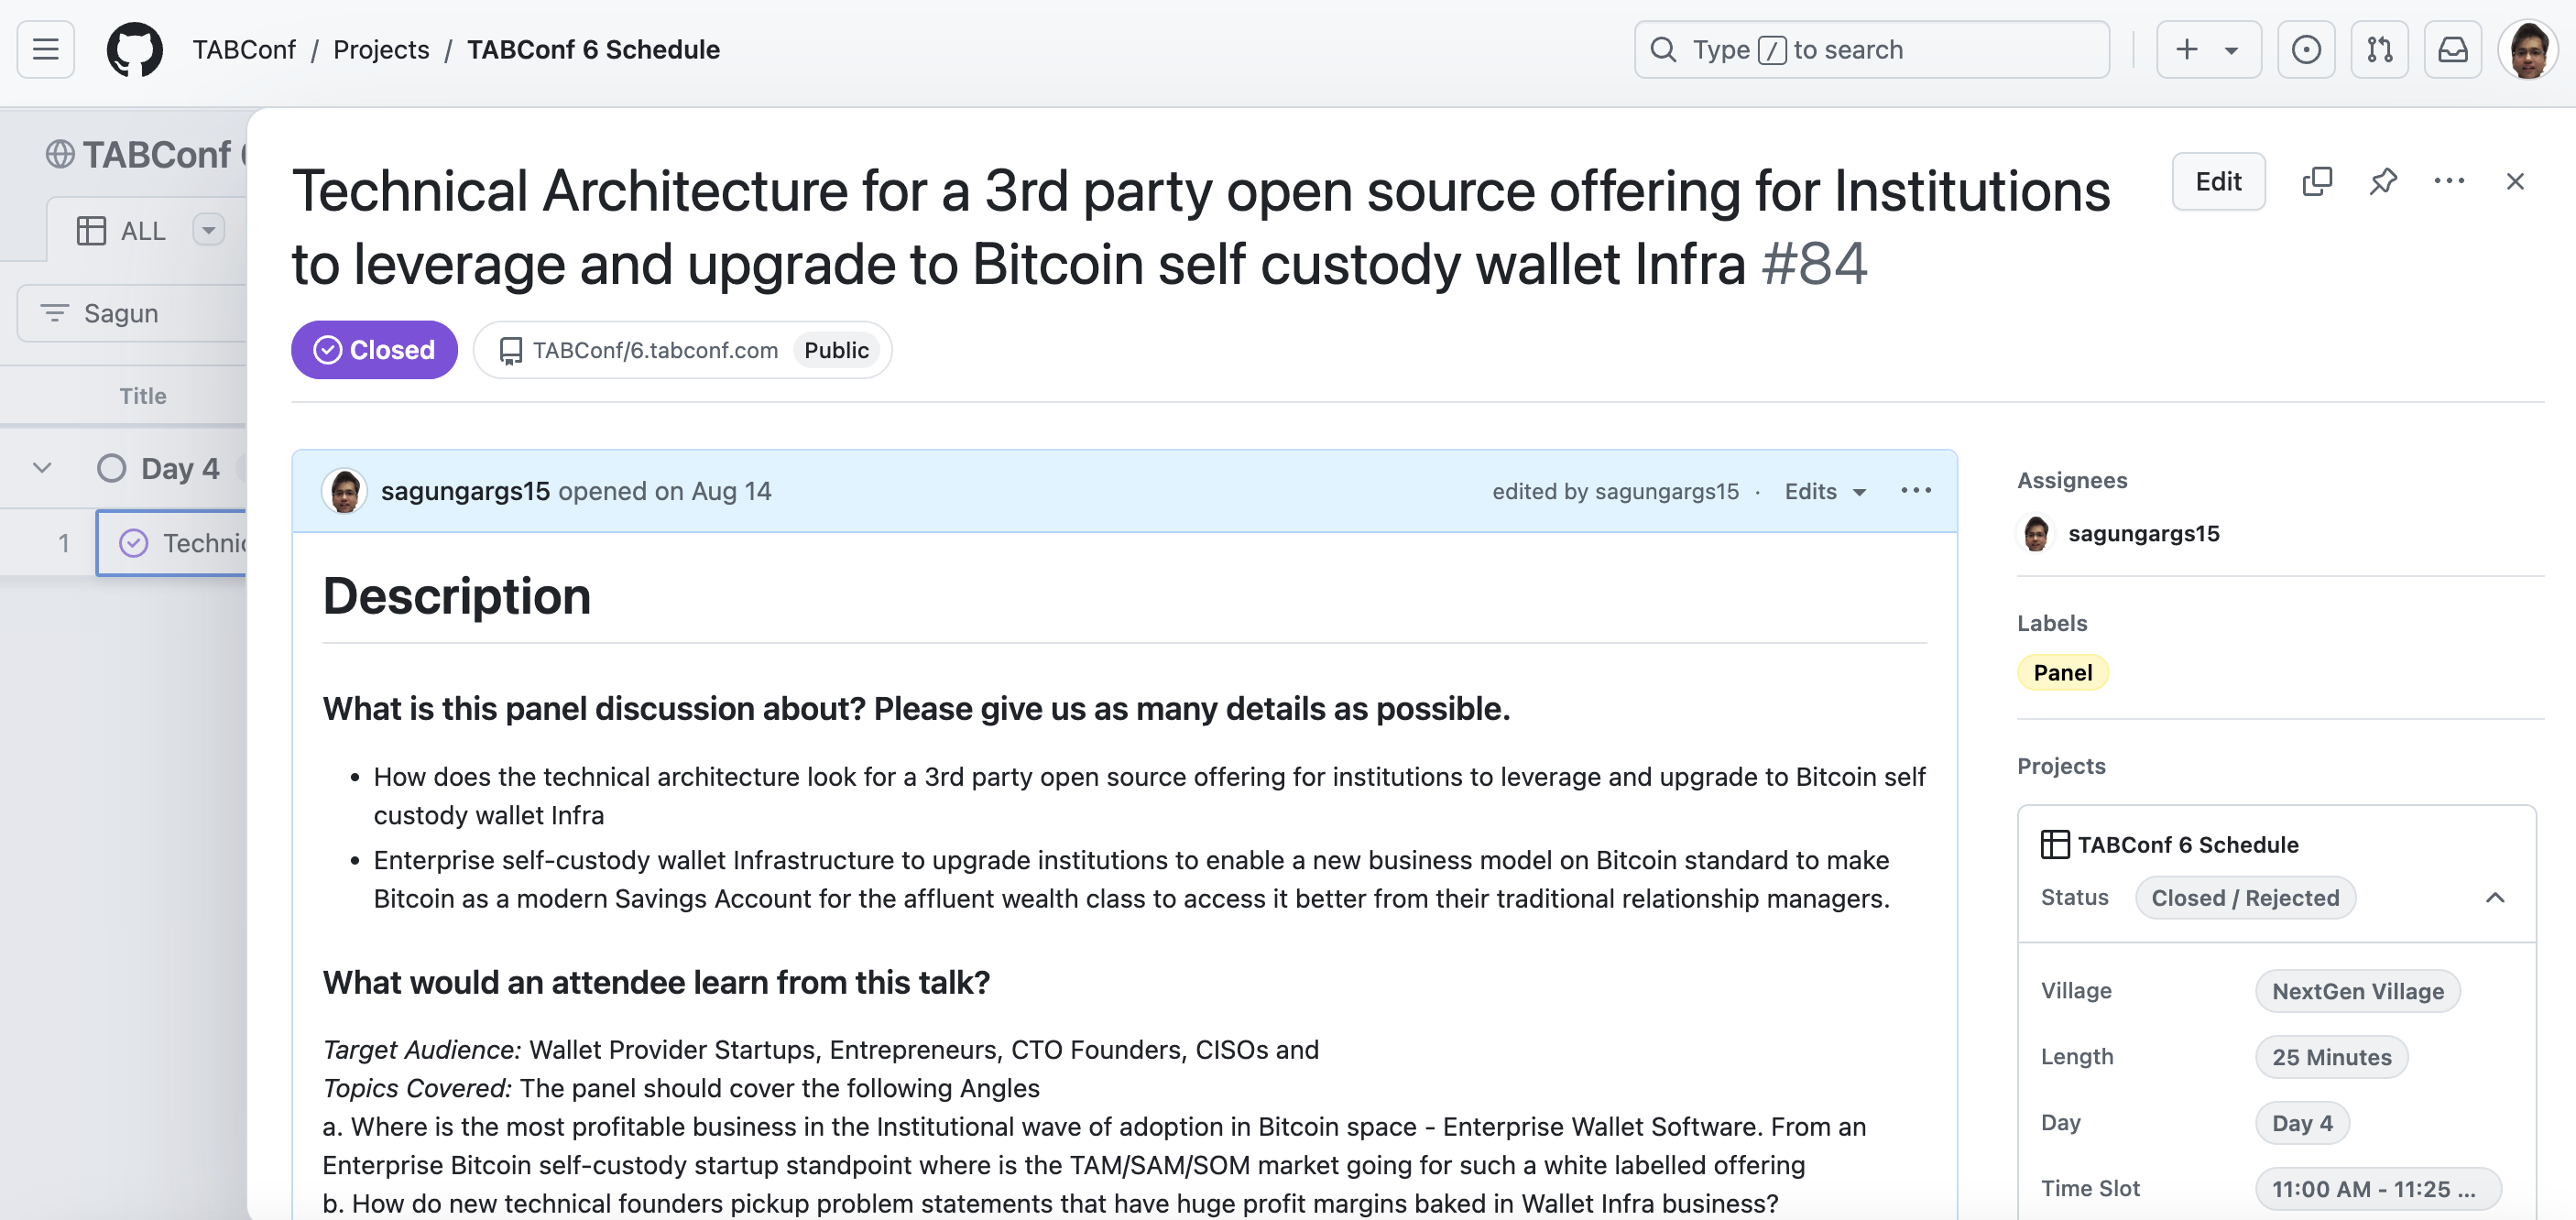 TABConf / Projects / TABConf 6 Schedule
Type / to search
TABConf
ALL
Sagun
Title
Day 4
1
Technic
Technical Architecture for a 3rd party open source offering for Institutions
to leverage and upgrade to Bitcoin self custody wallet Infra #84
Edit
Closed
TABConf/6.tabconf.com Public
sagungargs15 opened on Aug 14
edited by sagungargs15 · Edits
Description
What is this panel discussion about? Please give us as many details as possible.
• How does the technical architecture look for a 3rd party open source offering for institutions to leverage and upgrade to Bitcoin self
custody wallet Infra
• Enterprise self-custody wallet Infrastructure to upgrade institutions to enable a new business model on Bitcoin standard to make
Bitcoin as a modern Savings Account for the affluent wealth class to access it better from their traditional relationship managers.
What would an attendee learn from this talk?
Target Audience: Wallet Provider Startups, Entrepreneurs, CTO Founders, CISOs and
Topics Covered: The panel should cover the following Angles
a. Where is the most profitable business in the Institutional wave of adoption in Bitcoin space - Enterprise Wallet Software. From an
Enterprise Bitcoin self-custody startup standpoint where is the TAM/SAM/SOM market going for such a white labelled offering
b. How do new technical founders pickup problem statements that have huge profit margins baked in Wallet Infra business?
Assignees
sagungargs15
Labels
Panel
Projects
TABConf 6 Schedule
Status Closed / Rejected
Village NextGen Village
Length 25 Minutes
Day Day 4
Time Slot 11:00 AM - 11:25 ...